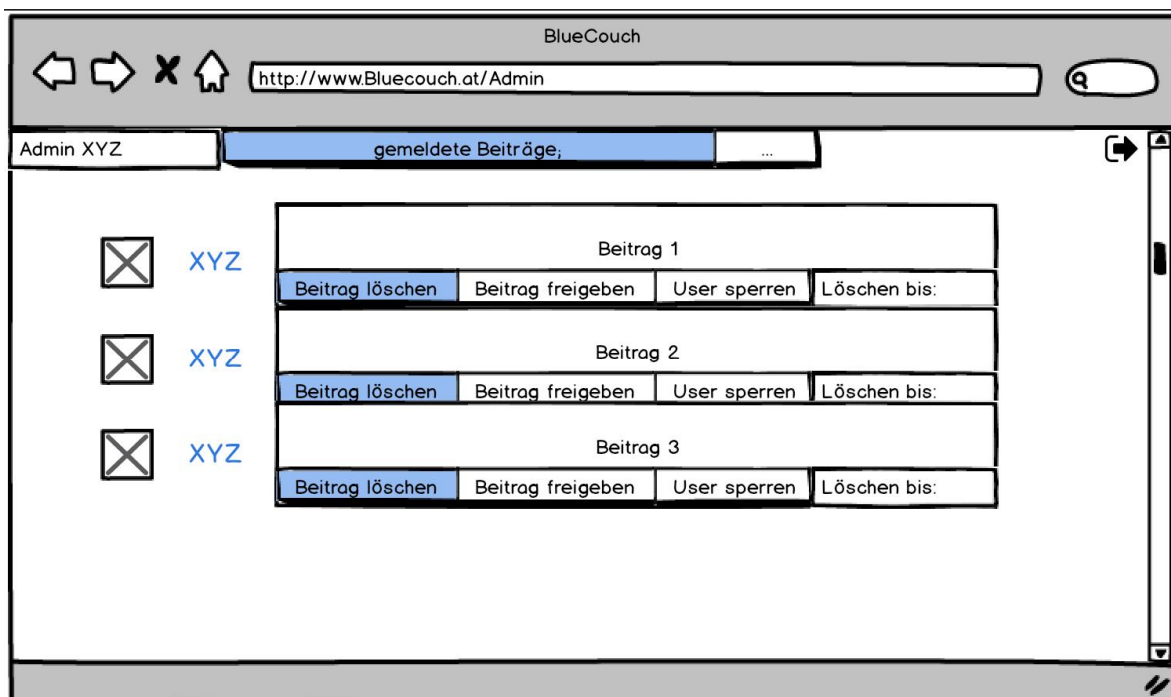 BlueCouch
http://www.Bluecouch.at/Admin
Admin XYZ gemeldete Beiträge; ...
XYZ Beitrag 1
Beitrag löschen Beitrag freigeben User sperren Löschen bis:
XYZ Beitrag 2
Beitrag löschen Beitrag freigeben User sperren Löschen bis:
XYZ Beitrag 3
Beitrag löschen Beitrag freigeben User sperren Löschen bis: